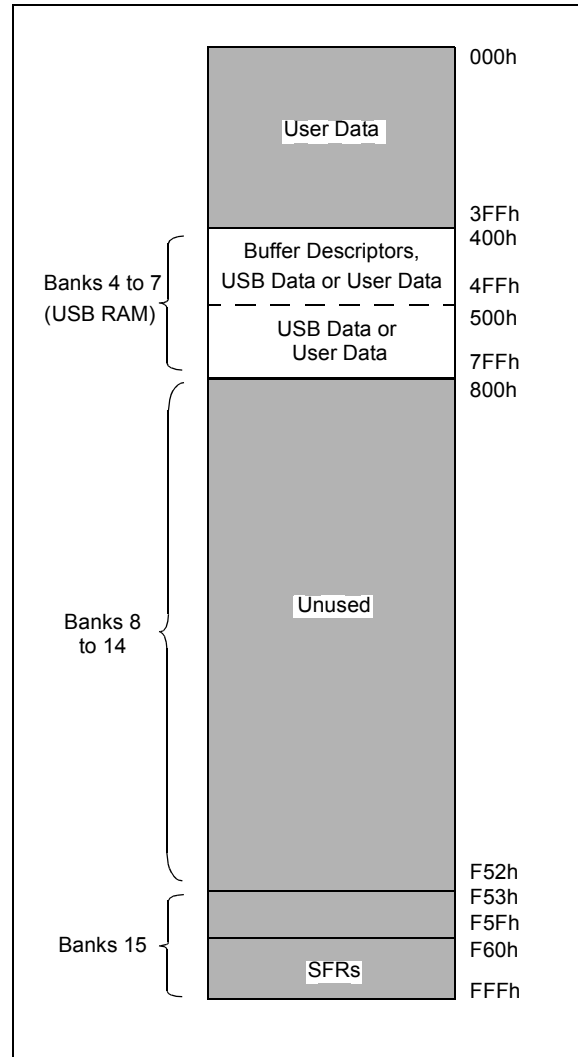 000h
User Data
3FFh
400h
Banks 4 to 7
(USB RAM)
Buffer Descriptors,
USB Data or User Data
4FFh
500h
USB Data or
User Data
7FFh
800h
Banks 8
to 14
Unused
F52h
F53h
F5Fh
Banks 15
F60h
SFRs
FFFh